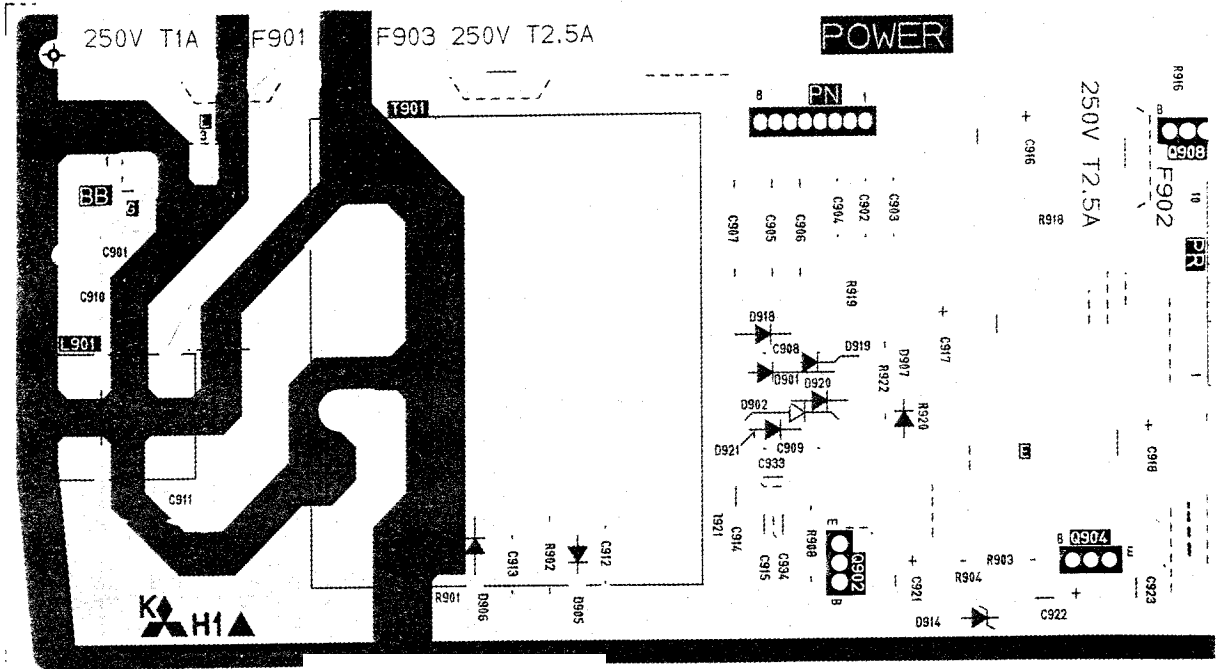 250V T1A
F901
F903 250V T2.5A
POWER
T901
8
PN
1
R916
B
Q908
250V T2.5A
F902
10
PR
1
L
3
BB
G
C901
C910
L901
C911
C907
C905
C906
C904
C902
C903
C916
R918
R919
D918
C908
D919
D901
D920
D902
D921
C909
C933
R922
D907
R920
C917
E
C918
C914
C915
C934
R908
E
Q902
B
R901
D906
C913
R902
D905
C912
C921
R904
R903
D914
C922
B
Q904
E
C923
K
H1